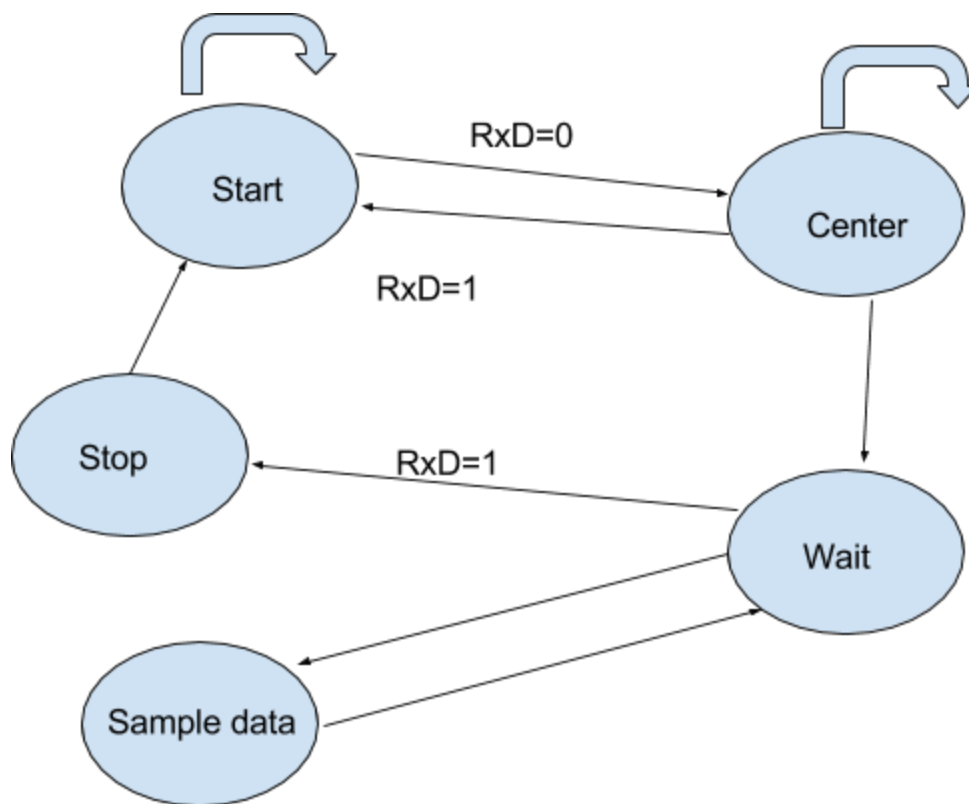 RxD=0
Start
Center
RxD=1
Stop
RxD=1
Wait
Sample data